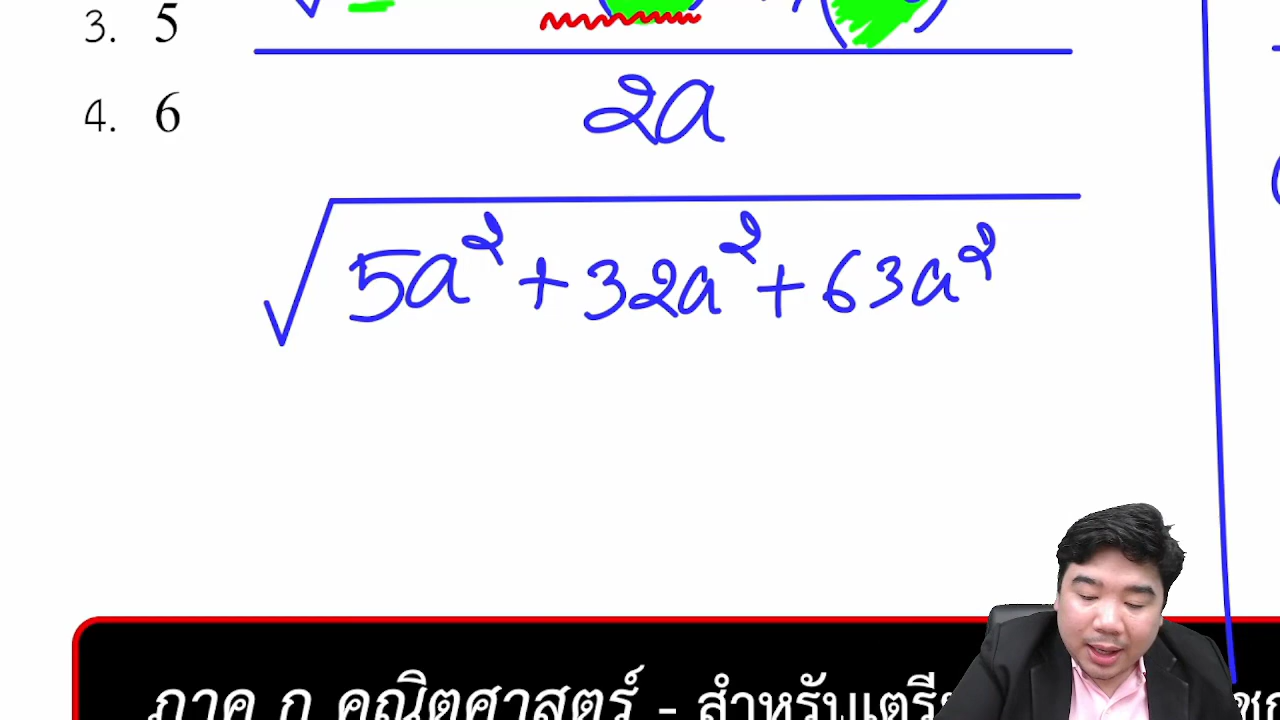 3. 5
4. 6
2a
√5a²+32a²+63a²
ภาค ก คณิตศาสตร์ - สำหรับเตรี